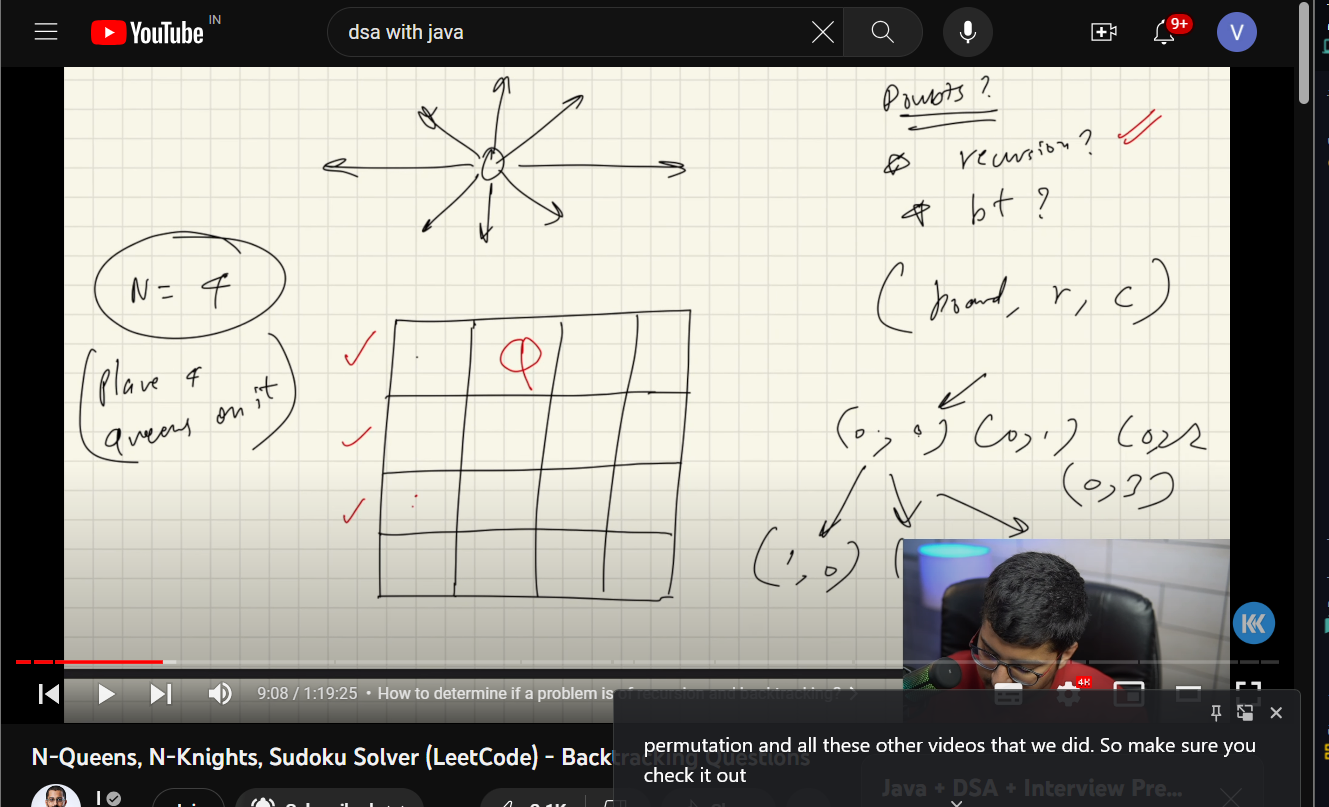 YouTube IN
dsa with java
9+
V
Doubts?
recursion?
bt?
N = 4
(board, r, c)
(Place 4
queens on it)
Q
(0, 0) (0, 1) (0, 2
(0, 3)
(1, 0) (
9:08 / 1:19:25 • How to determine if a problem is of recursion and backtracking?
4K
N-Queens, N-Knights, Sudoku Solver (LeetCode) - Backtracking Questions
permutation and all these other videos that we did. So make sure you
check it out
Java + DSA + Interview Pre...